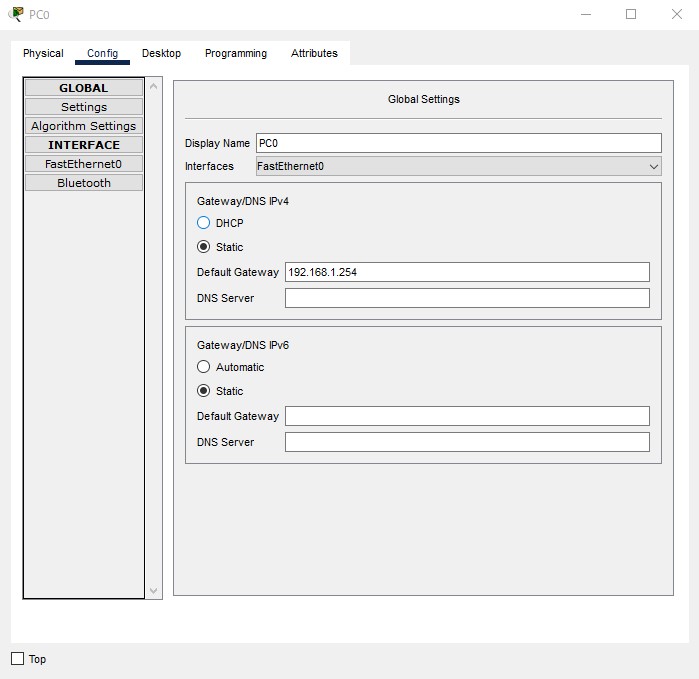 PC0
Physical Config Desktop Programming Attributes
GLOBAL
Settings
Algorithm Settings
INTERFACE
FastEthernet0
Bluetooth
Global Settings
Display Name PC0
Interfaces FastEthernet0
Gateway/DNS IPv4
DHCP
Static
Default Gateway 192.168.1.254
DNS Server
Gateway/DNS IPv6
Automatic
Static
Default Gateway
DNS Server
Top